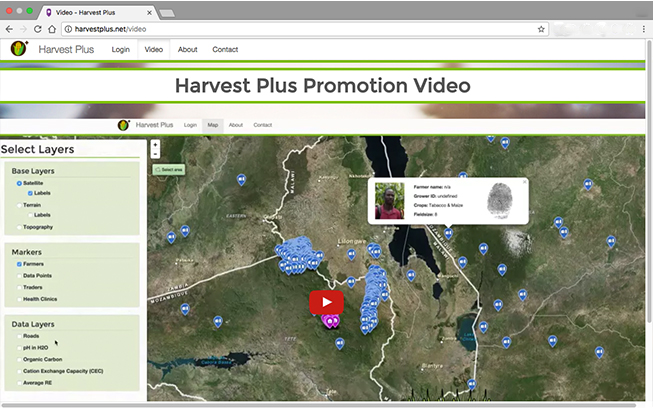 Video - Harvest Plus
harvestplus.net/video
Harvest Plus Login Video About Contact
Harvest Plus Promotion Video
Harvest Plus Login Map About Contact
Select Layers
Base Layers
Satellite
Labels
Terrain
Labels
Topography
Markers
Farmers
Data Points
Traders
Health Clinics
Data Layers
Roads
pH in H2O
Organic Carbon
Cation Exchange Capacity (CEC)
Average RE
+
-
Select area
Farmer name: n/a
Grower ID: undefined
Crops: Tabacco & Maize
Fieldsize: 8
MALAWI
EASTERN
Lilongwe
ZAMBIA
MOZAMBIQUE
Blantyre